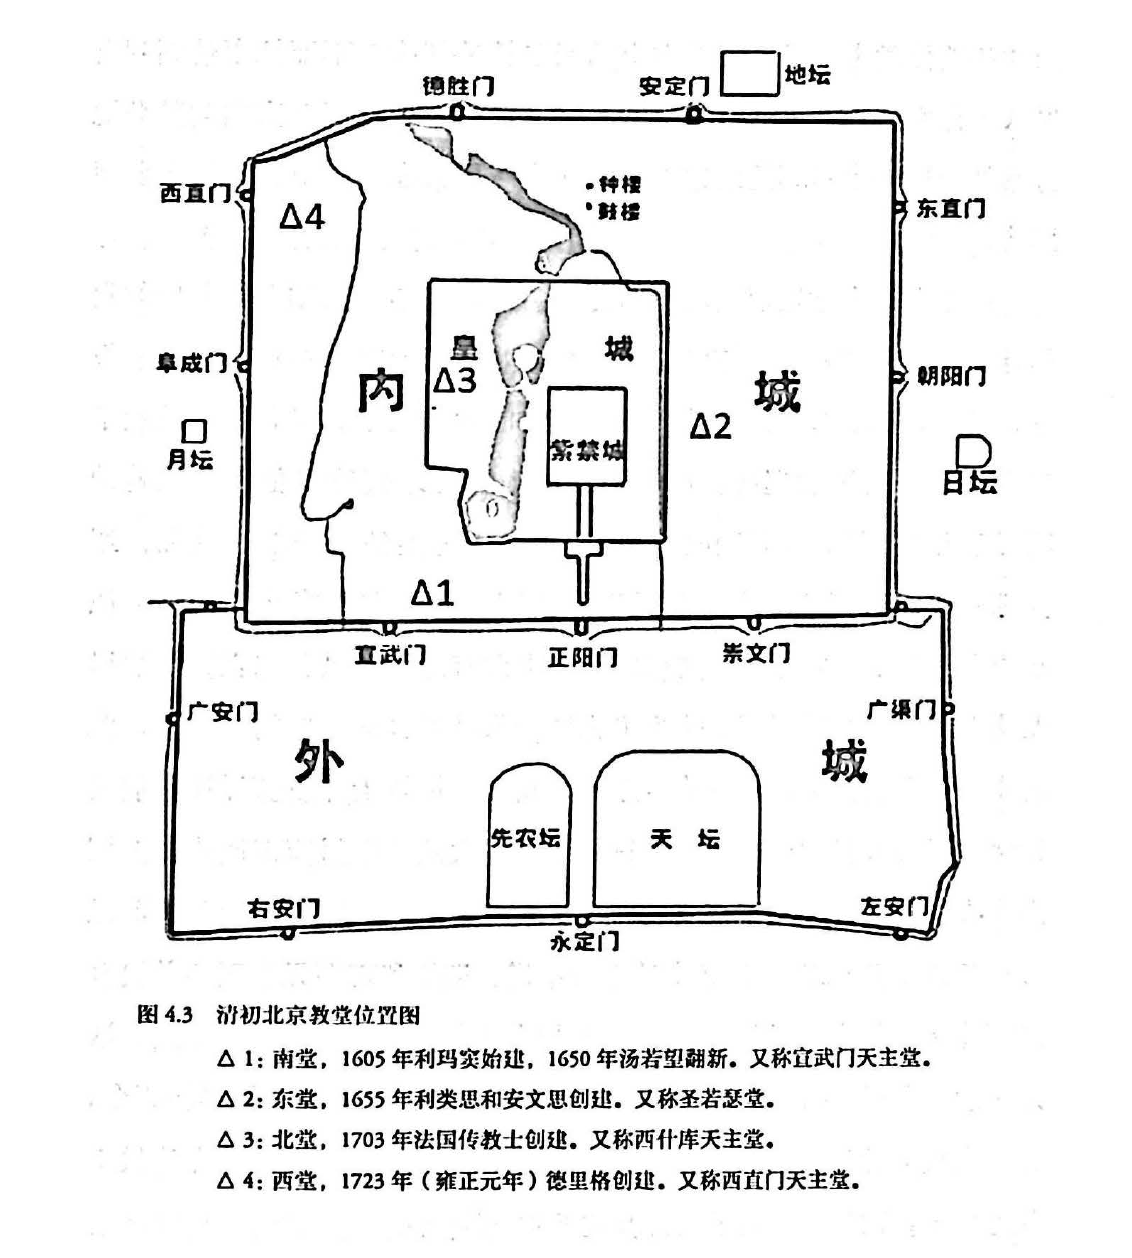 地坛
德胜门
安定门
钟楼
鼓楼
西直门
东直门
Δ4
皇
城
阜成门
Δ3
朝阳门
内
城
Δ2
月坛
紫禁城
日坛
Δ1
宣武门
正阳门
崇文门
广安门
广渠门
外
城
先农坛
天 坛
右安门
左安门
永定门
图 4.3 清初北京教堂位置图
Δ 1: 南堂，1605 年利玛窦始建，1650 年汤若望翻新。又称宣武门天主堂。
Δ 2: 东堂，1655 年利类思和安文思创建。又称圣若瑟堂。
Δ 3: 北堂，1703 年法国传教士创建。又称西什库天主堂。
Δ 4: 西堂，1723 年（雍正元年）德里格创建。又称西直门天主堂。